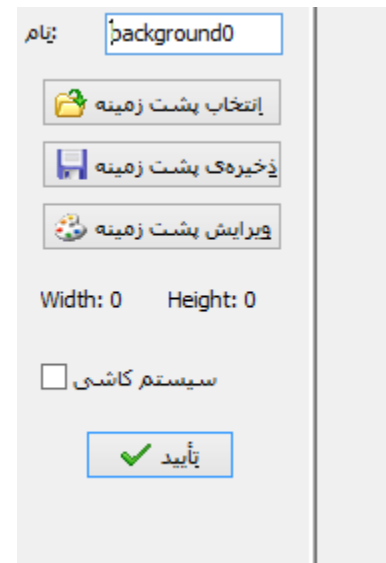 نام: background0
انتخاب پشت زمینه
ذخیره‌ی پشت زمینه
ویرایش پشت زمینه
Width: 0 Height: 0
سیستم کاشی
تأیید